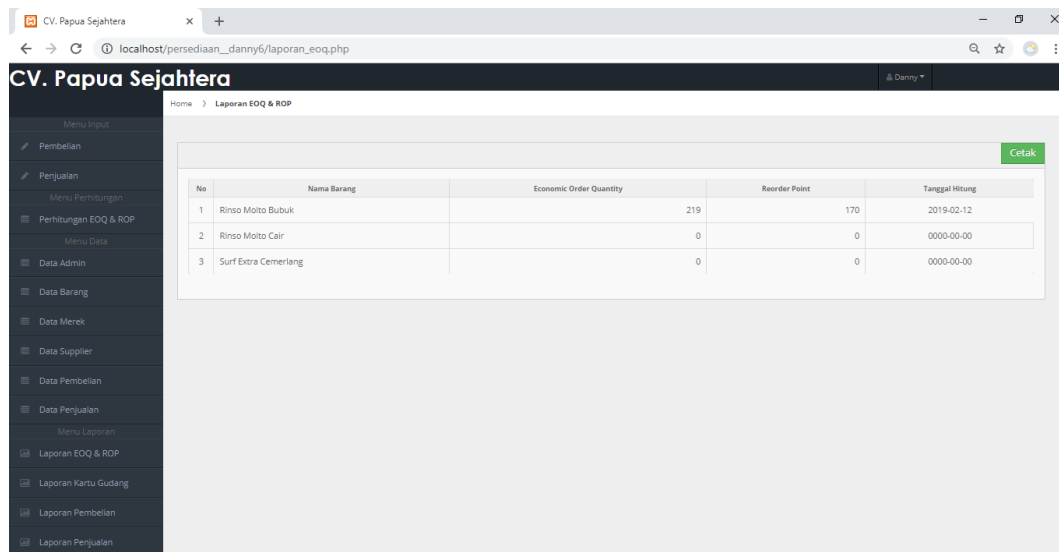 CV. Papua Sejahtera
localhost/persediaan__danny6/laporan_eoq.php
CV. Papua Sejahtera
Danny
Home > Laporan EOQ & ROP
Menu Input
Pembelian
Penjualan
Menu Perhitungan
Perhitungan EOQ & ROP
Menu Data
Data Admin
Data Barang
Data Merek
Data Supplier
Data Pembelian
Data Penjualan
Menu Laporan
Laporan EOQ & ROP
Laporan Kartu Gudang
Laporan Pembelian
Laporan Penjualan
Cetak
No Nama Barang Economic Order Quantity Reorder Point Tanggal Hitung
1 Rinso Molto Bubuk 219 170 2019-02-12
2 Rinso Molto Cair 0 0 0000-00-00
3 Surf Extra Cemerlang 0 0 0000-00-00